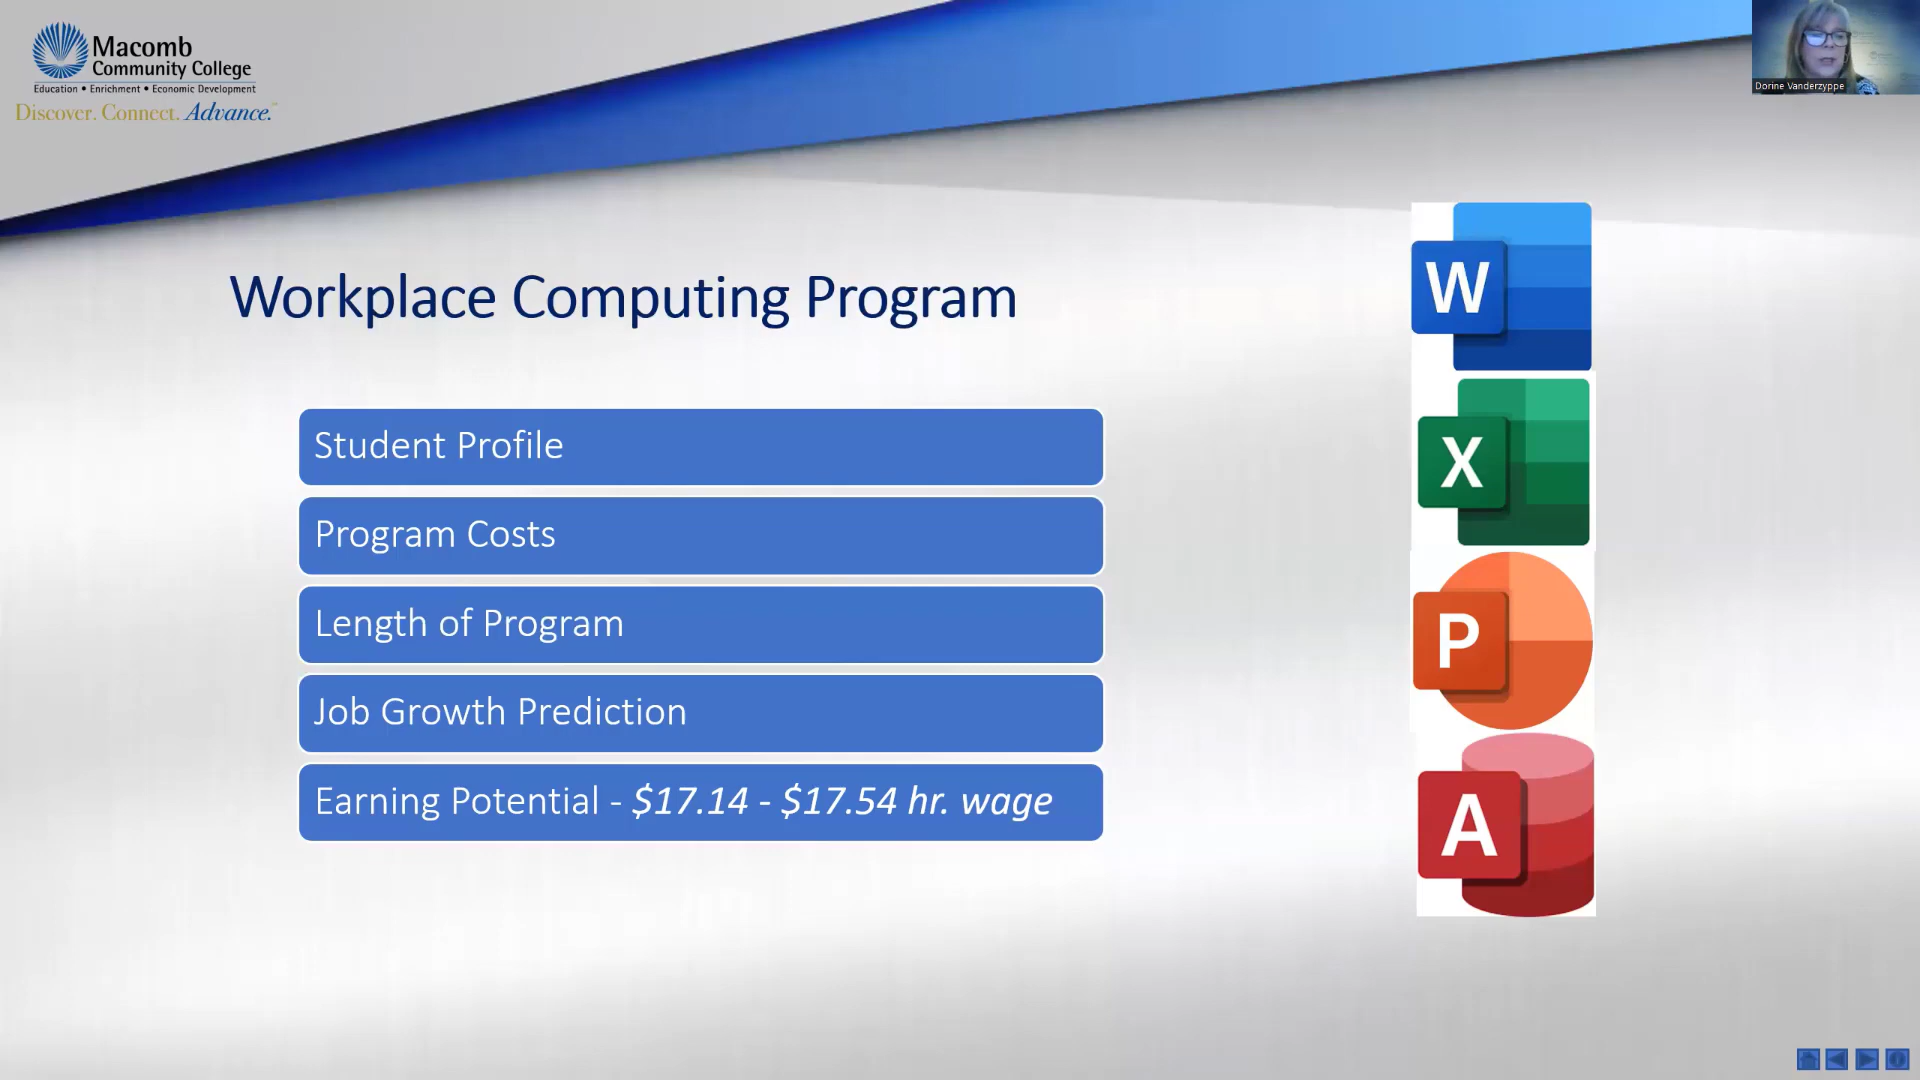 Macomb
Community College
Education • Enrichment • Economic Development
Discover. Connect. Advance.
Dorine Vanderzyppe
Workplace Computing Program
W
Student Profile
X
Program Costs
Length of Program
P
Job Growth Prediction
Earning Potential - $17.14 - $17.54 hr. wage
A